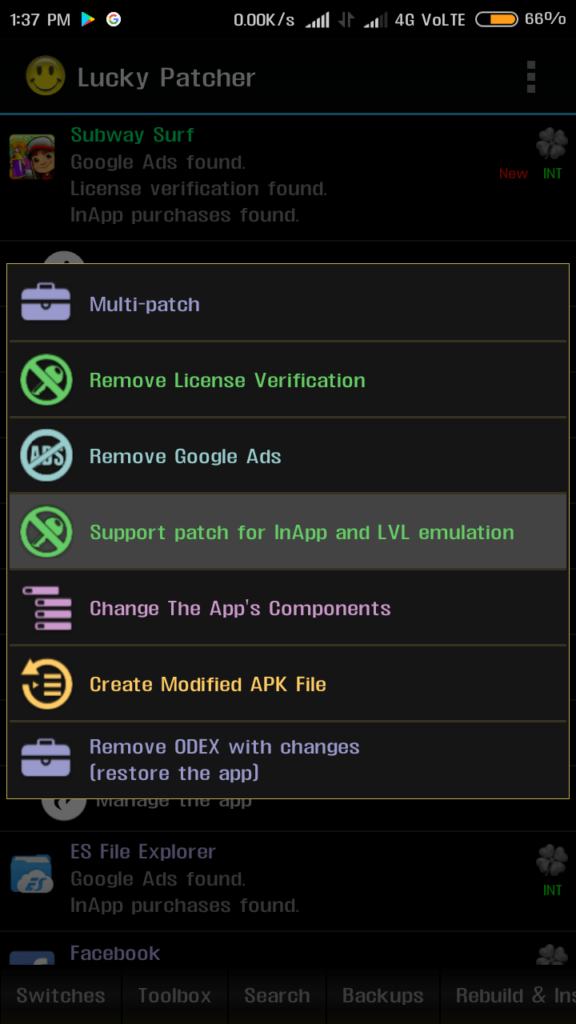 1:37 PM 0.00K/s 4G VoLTE 66%
Lucky Patcher
Subway Surf
Google Ads found.
License verification found.
InApp purchases found.
New INT
Multi-patch
Remove License Verification
ADS
Remove Google Ads
Support patch for InApp and LVL emulation
Change The App's Components
Create Modified APK File
Remove ODEX with changes
(restore the app)
Manage the app
ES File Explorer
ES
Google Ads found.
InApp purchases found.
INT
Facebook
Switches Toolbox Search Backups Rebuild & Ins